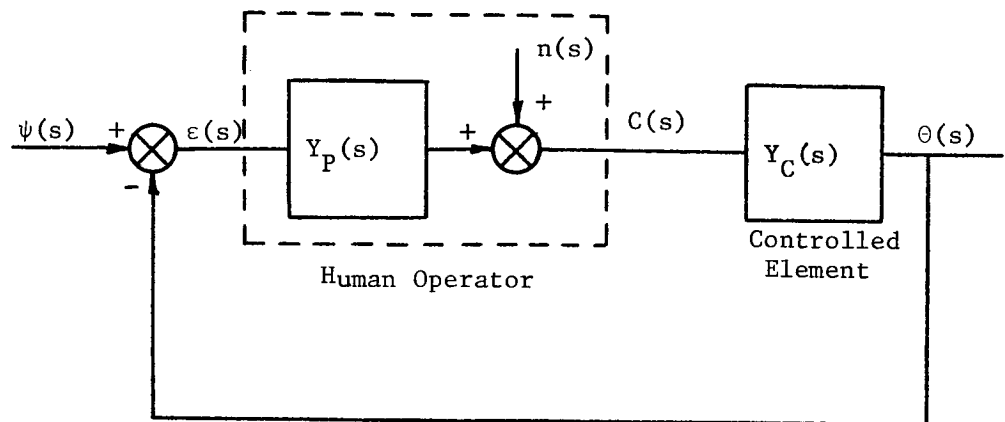 n(s)
ψ(s)
+
ε(s)
-
Y_P(s)
+
+
C(s)
Y_C(s)
Θ(s)
Controlled
Element
Human Operator